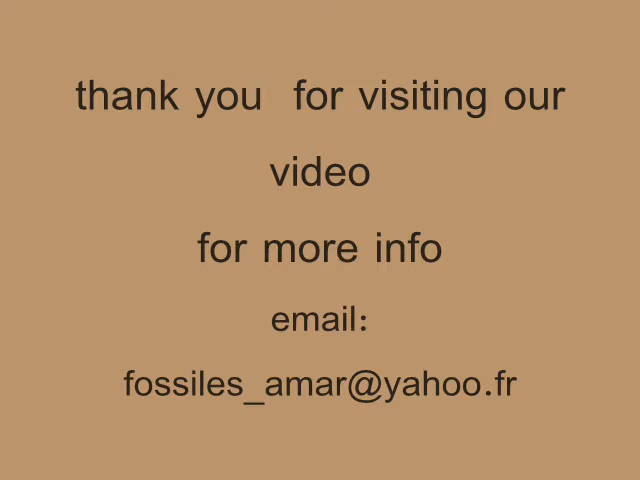 thank you  for visiting our
video
for more info
email:
fossiles_amar@yahoo.fr